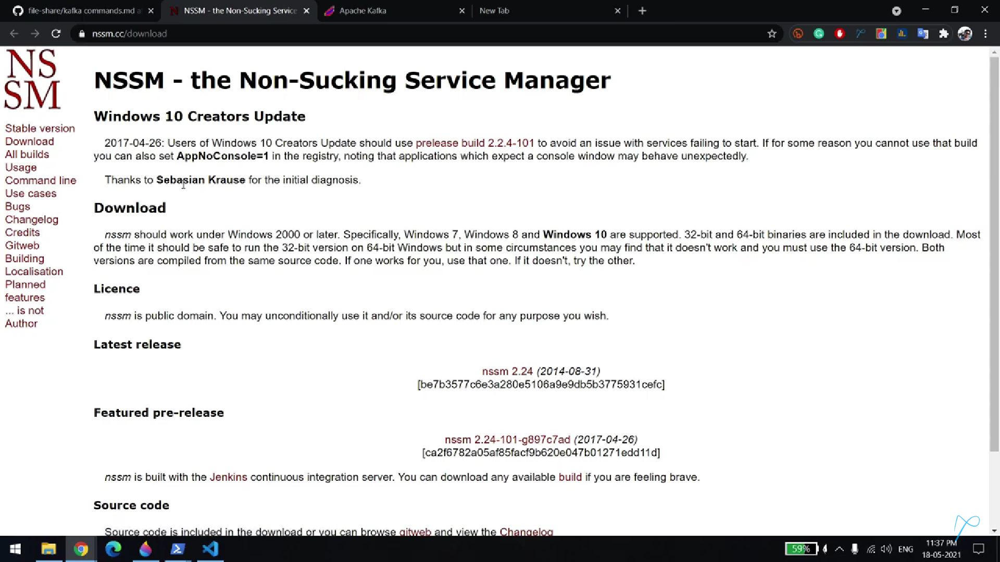 file-share/kafka commands.md a
NSSM - the Non-Sucking Service
Apache Kafka
New Tab
nssm.cc/download
NS
SM
NSSM - the Non-Sucking Service Manager
Windows 10 Creators Update
2017-04-26: Users of Windows 10 Creators Update should use prelease build 2.2.4-101 to avoid an issue with services failing to start. If for some reason you cannot use that build
you can also set AppNoConsole=1 in the registry, noting that applications which expect a console window may behave unexpectedly.
Thanks to Sebasian Krause for the initial diagnosis.
Stable version
Download
All builds
Usage
Command line
Use cases
Bugs
Changelog
Credits
Gitweb
Building
Localisation
Planned
features
... is not
Author
Download
nssm should work under Windows 2000 or later. Specifically, Windows 7, Windows 8 and Windows 10 are supported. 32-bit and 64-bit binaries are included in the download. Most
of the time it should be safe to run the 32-bit version on 64-bit Windows but in some circumstances you may find that it doesn't work and you must use the 64-bit version. Both
versions are compiled from the same source code. If one works for you, use that one. If it doesn't, try the other.
Licence
nssm is public domain. You may unconditionally use it and/or its source code for any purpose you wish.
Latest release
nssm 2.24 (2014-08-31)
[be7b3577c6e3a280e5106a9e9db5b3775931cefc]
Featured pre-release
nssm 2.24-101-g897c7ad (2017-04-26)
[ca2f6782a05af85facf9b620e047b01271edd11d]
nssm is built with the Jenkins continuous integration server. You can download any available build if you are feeling brave.
Source code
Source code is included in the download or you can browse gitweb and view the Changelog
59%
ENG
11:37 PM
18-05-2021